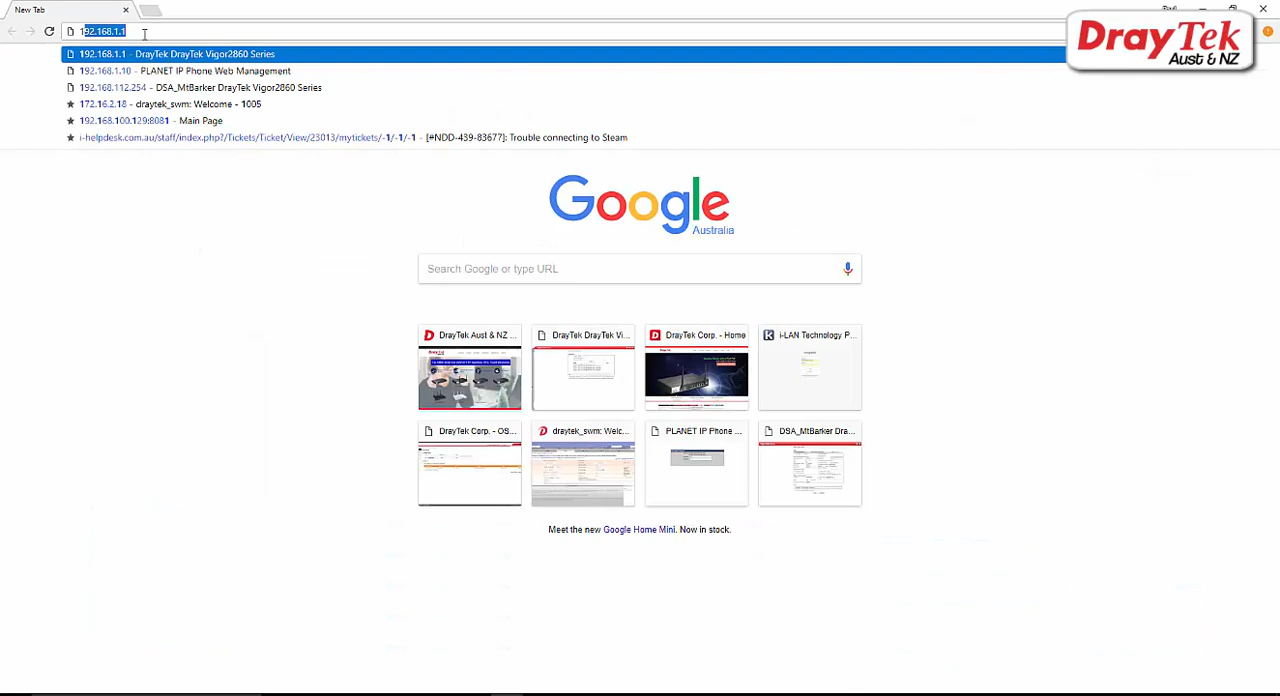 New Tab
192.168.1.1
DrayTek
Aust & NZ
192.168.1.1 - DrayTek DrayTek Vigor2860 Series
192.168.1.10 - PLANET IP Phone Web Management
192.168.112.254 - DSA_MtBarker DrayTek Vigor2860 Series
172.16.2.18 - draytek_swm: Welcome - 1005
192.168.100.129:8081 - Main Page
i-helpdesk.com.au/staff/index.php?/Tickets/Ticket/View/23013/mytickets/-1/-1/-1 - [#NDD-439-83677]: Trouble connecting to Steam
Google
Australia
Search Google or type URL
DrayTek Aust & NZ ...
DrayTek DrayTek Vi...
DrayTek Corp. - Home
i-LAN Technology P...
DrayTek Corp. - OS...
draytek_swm: Welc...
PLANET IP Phone ...
DSA_MtBarker Dra...
Meet the new Google Home Mini. Now in stock.